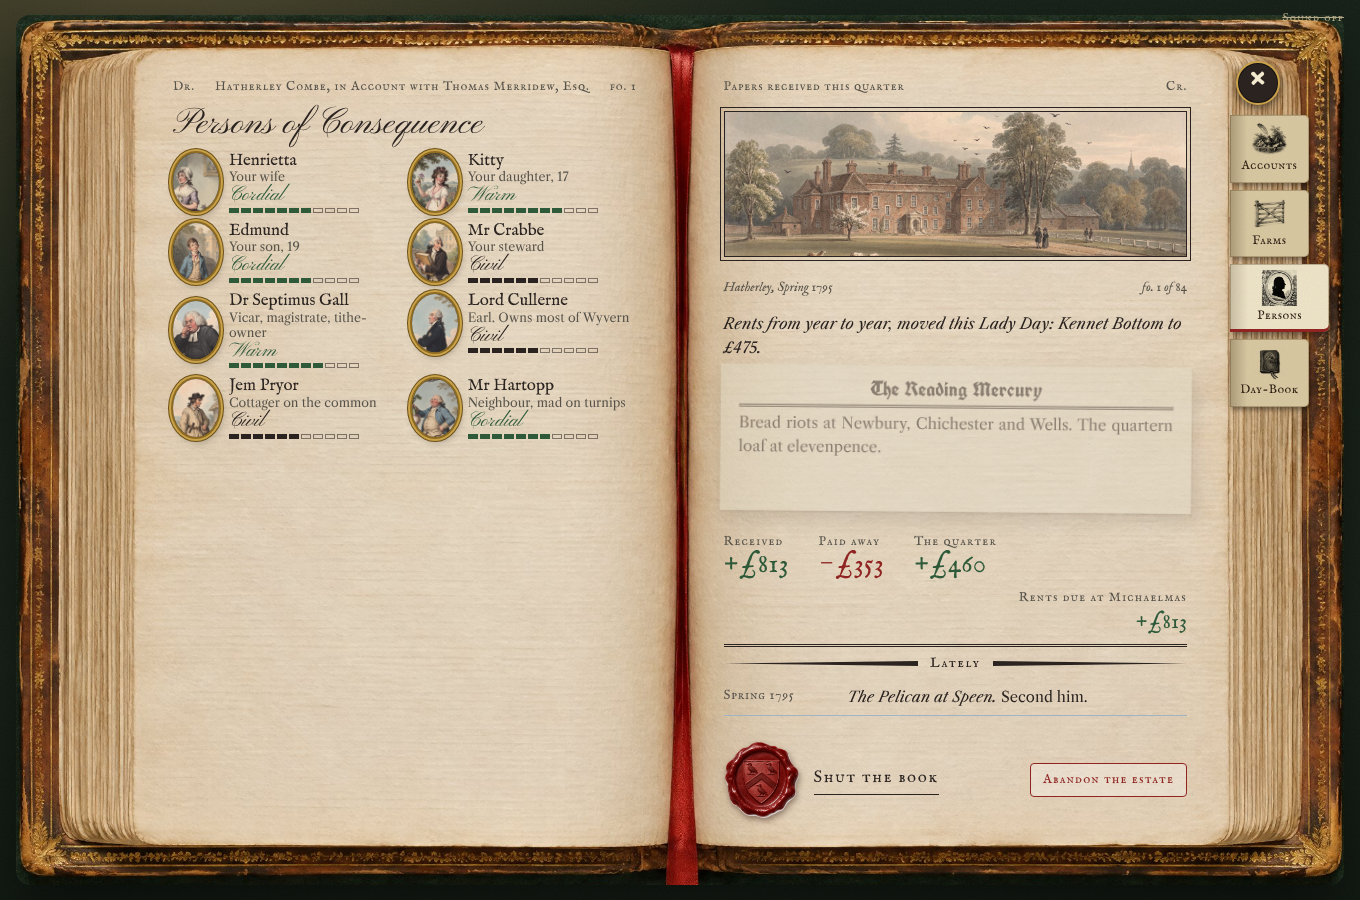 Sound off
Dr. Hatherley Combe, in Account with Thomas Merridew, Esq. fo. 1
Persons of Consequence
Henrietta
Your wife
Cordial
Kitty
Your daughter, 17
Warm
Edmund
Your son, 19
Cordial
Mr Crabbe
Your steward
Civil
Dr Septimus Gall
Vicar, magistrate, tithe-
owner
Warm
Lord Cullerne
Earl. Owns most of Wyvern
Civil
Jem Pryor
Cottager on the common
Civil
Mr Hartopp
Neighbour, mad on turnips
Cordial
Papers received this quarter Cr.
Hatherley, Spring 1795 fo. 1 of 84
Rents from year to year, moved this Lady Day: Kennet Bottom to
£475.
The Reading Mercury
Bread riots at Newbury, Chichester and Wells. The quartern
loaf at elevenpence.
Received Paid away The quarter
+£813 −£353 +£460
Rents due at Michaelmas
+£813
Lately
Spring 1795 The Pelican at Speen. Second him.
Shut the book
Abandon the estate
Accounts
Farms
Persons
Day-Book